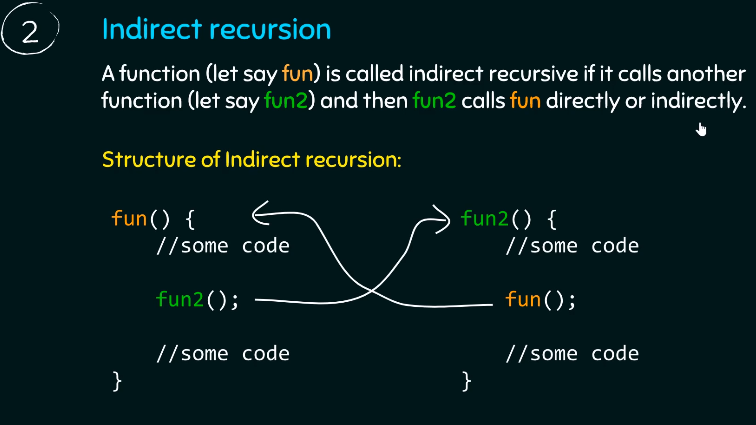 2
Indirect recursion
A function (let say fun) is called indirect recursive if it calls another
function (let say fun2) and then fun2 calls fun directly or indirectly.
Structure of Indirect recursion:
fun() {
//some code
fun2();
//some code
}
fun2() {
//some code
fun();
//some code
}